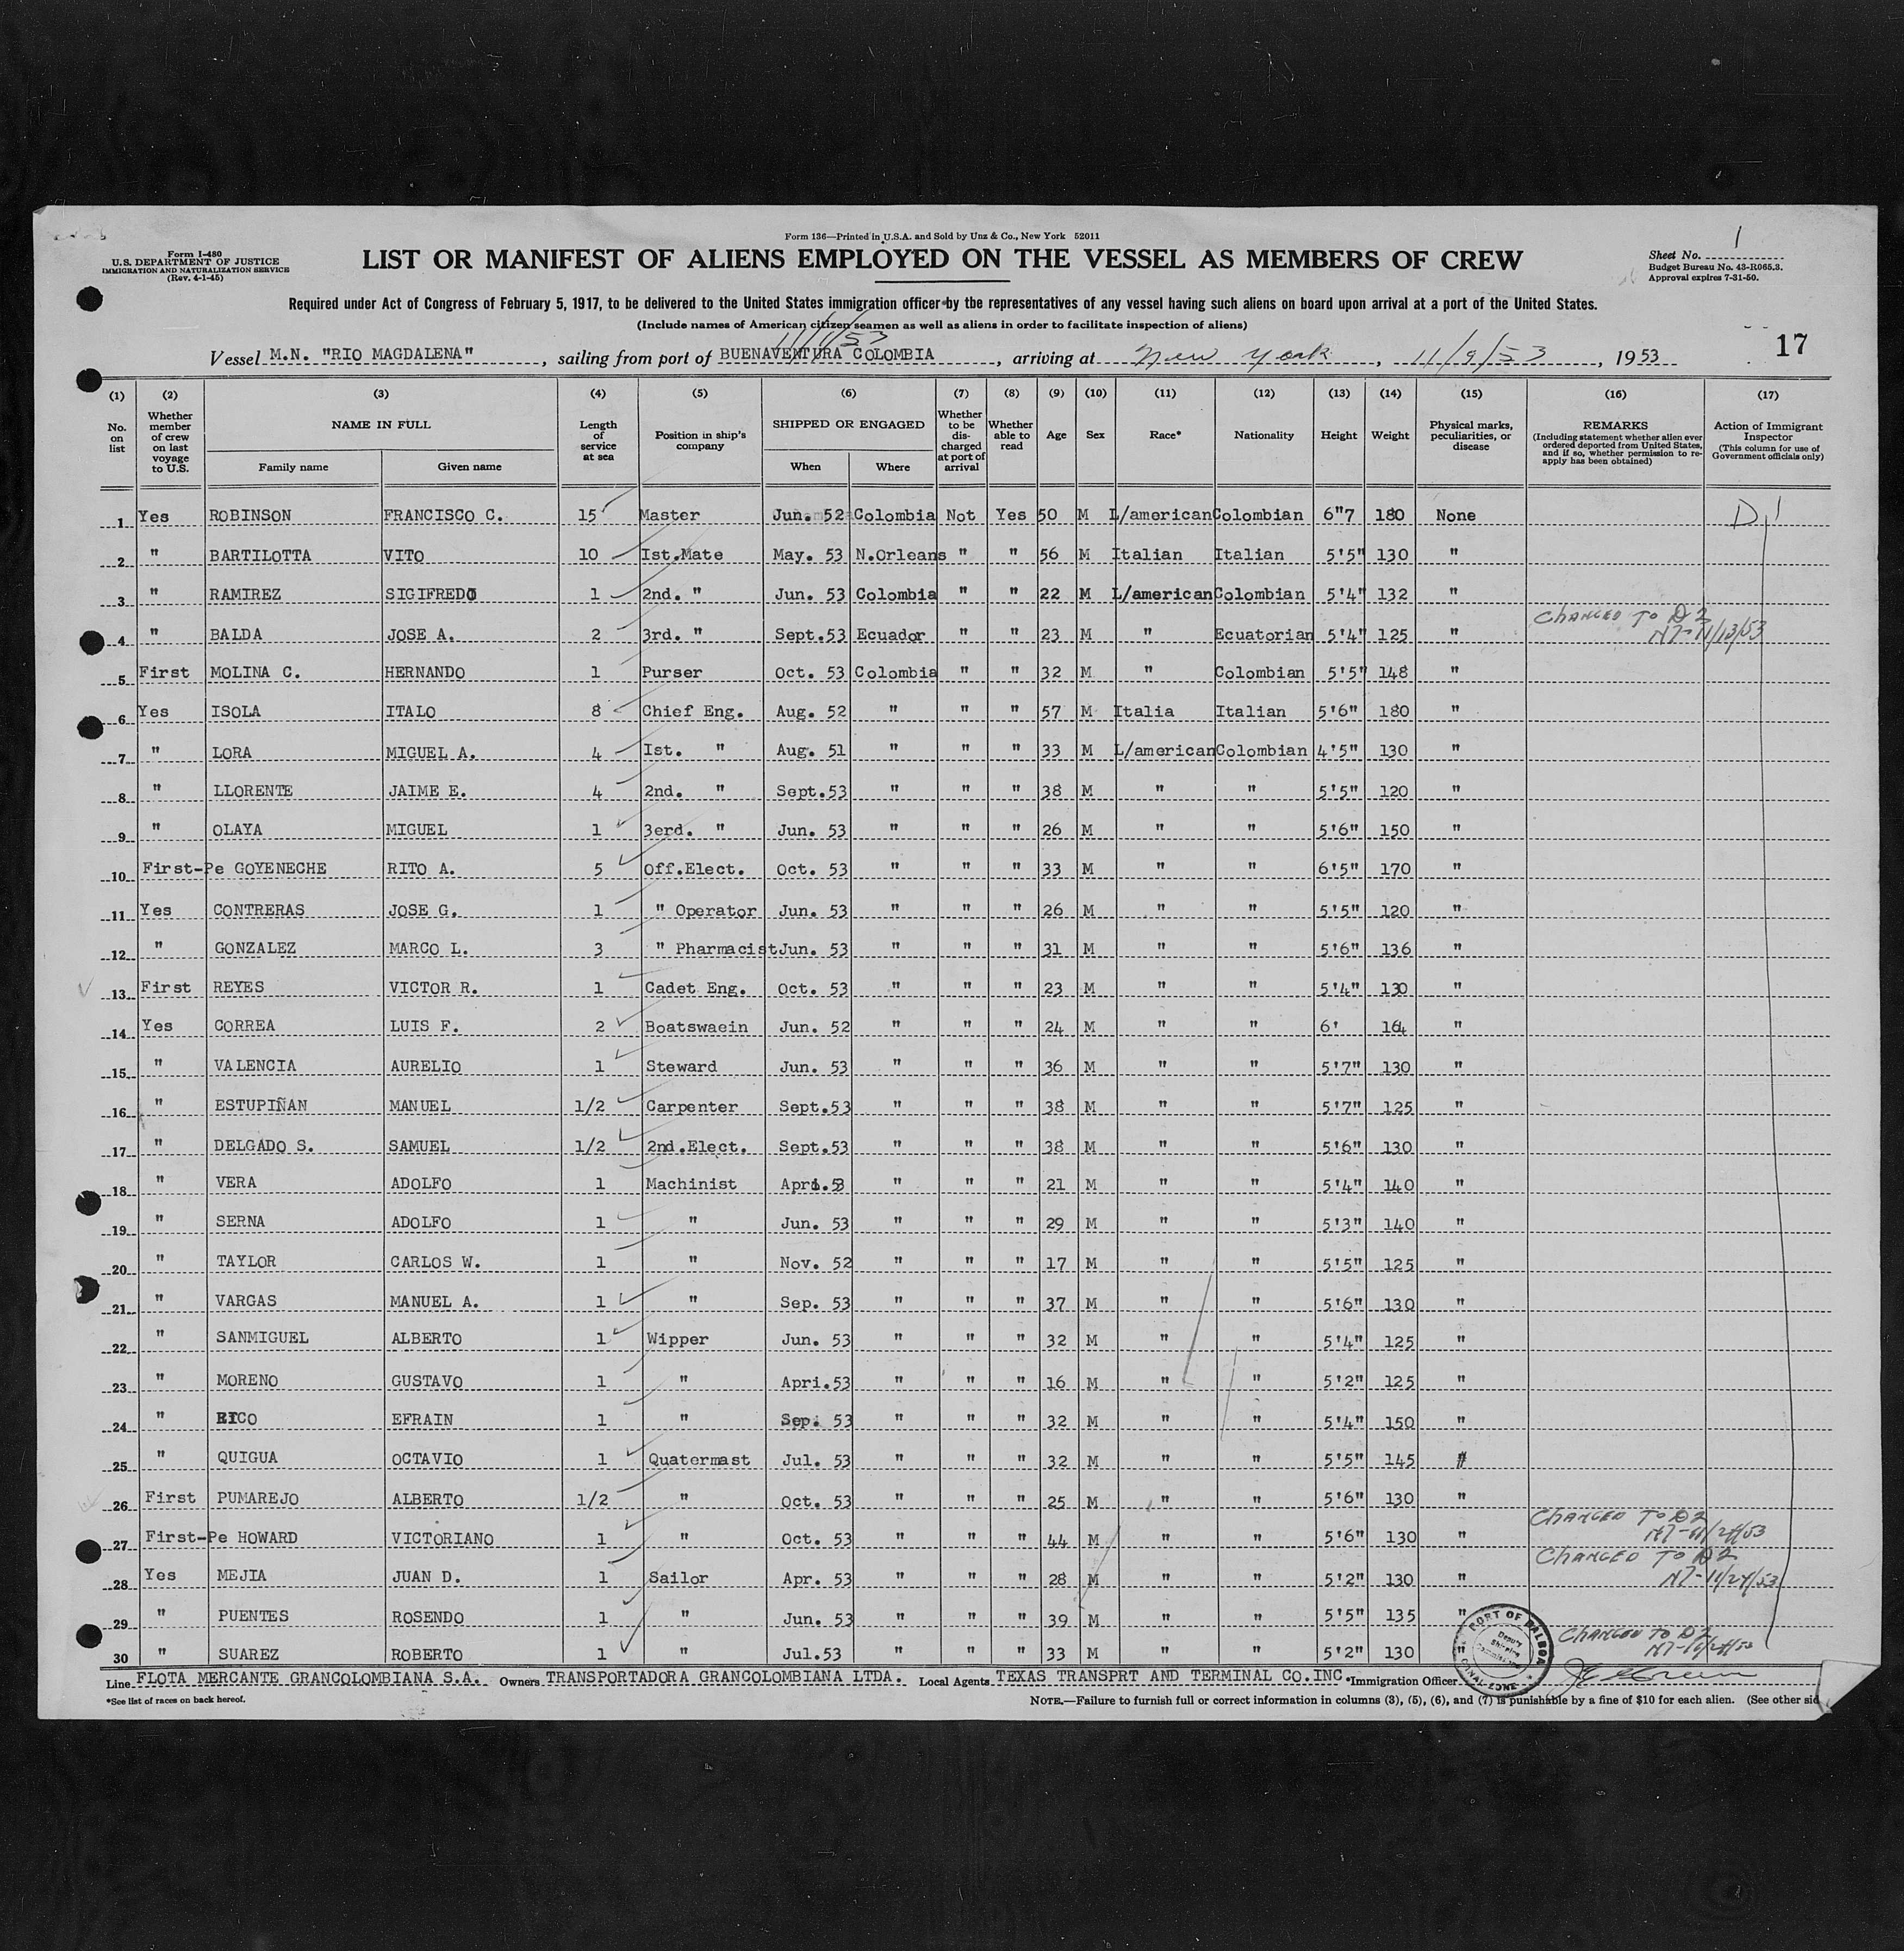 Form 136—Printed in U.S.A. and Sold by Unz & Co., New York 52011
Form I-480
U.S. DEPARTMENT OF JUSTICE
IMMIGRATION AND NATURALIZATION SERVICE
(Rev. 4-1-45)
LIST OR MANIFEST OF ALIENS EMPLOYED ON THE VESSEL AS MEMBERS OF CREW
Sheet No. 1
Budget Bureau No. 43-R065.3.
Approval expires 7-31-50.
Required under Act of Congress of February 5, 1917, to be delivered to the United States immigration officer by the representatives of any vessel having such aliens on board upon arrival at a port of the United States.
(Include names of American citizen seamen as well as aliens in order to facilitate inspection of aliens)
11/1/53
Vessel M.N. "RIO MAGDALENA", sailing from port of BUENAVENTURA COLOMBIA, arriving at New York, 11/9/53, 1953
17
(1) (2) (3) (4) (5) (6) (7) (8) (9) (10) (11) (12) (13) (14) (15) (16) (17)
No. on list
Whether member of crew on last voyage to U.S.
NAME IN FULL
Family name
Given name
Length of service at sea
Position in ship's company
SHIPPED OR ENGAGED
When
Where
Whether to be discharged at port of arrival
Whether able to read
Age
Sex
Race*
Nationality
Height
Weight
Physical marks, peculiarities, or disease
REMARKS
(Including statement whether alien ever ordered deported from United States, and if so, whether permission to re-apply has been obtained)
Action of Immigrant Inspector
(This column for use of Government officials only)
1 Yes ROBINSON FRANCISCO C. 15 Master Jun. 52 Colombia Not Yes 50 M L/american Colombian 6"7 180 None D 1
2 " BARTILOTTA VITO 10 Ist.Mate May. 53 N.Orleans " " 56 M Italian Italian 5'5" 130 "
3 " RAMIREZ SIGIFREDO 1 2nd. " Jun. 53 Colombia " " 22 M L/american Colombian 5'4" 132 "
4 " BALDA JOSE A. 2 3rd. " Sept.53 Ecuador " " 23 M " Ecuatorian 5'4" 125 " CHANGED TO D2 N7-11/13/53
5 First MOLINA C. HERNANDO 1 Purser Oct. 53 Colombia " " 32 M " Colombian 5'5" 148 "
6 Yes ISOLA ITALO 8 Chief Eng. Aug. 52 " " " 57 M Italia Italian 5'6" 180 "
7 " LORA MIGUEL A. 4 Ist. " Aug. 51 " " " 33 M L/american Colombian 4'5" 130 "
8 " LLORENTE JAIME E. 4 2nd. " Sept.53 " " " 38 M " " 5'5" 120 "
9 " OLAYA MIGUEL 1 3erd. " Jun. 53 " " " 26 M " " 5'6" 150 "
10 First-Pe GOYENECHE RITO A. 5 Off.Elect. Oct. 53 " " " 33 M " " 6'5" 170 "
11 Yes CONTRERAS JOSE G. 1 " Operator Jun. 53 " " " 26 M " " 5'5" 120 "
12 " GONZALEZ MARCO L. 3 " Pharmacist Jun. 53 " " " 31 M " " 5'6" 136 "
13 First REYES VICTOR R. 1 Cadet Eng. Oct. 53 " " " 23 M " " 5'4" 130 "
14 Yes CORREA LUIS F. 2 Boatswaein Jun. 52 " " " 24 M " " 6' 164 "
15 " VALENCIA AURELIO 1 Steward Jun. 53 " " " 36 M " " 5'7" 130 "
16 " ESTUPIÑAN MANUEL 1/2 Carpenter Sept.53 " " " 38 M " " 5'7" 125 "
17 " DELGADO S. SAMUEL 1/2 2nd.Elect. Sept.53 " " " 38 M " " 5'6" 130 "
18 " VERA ADOLFO 1 Machinist Apri.53 " " " 21 M " " 5'4" 140 "
19 " SERNA ADOLFO 1 " Jun. 53 " " " 29 M " " 5'3" 140 "
20 " TAYLOR CARLOS W. 1 " Nov. 52 " " " 17 M " " 5'5" 125 "
21 " VARGAS MANUEL A. 1 " Sep. 53 " " " 37 M " " 5'6" 130 "
22 " SANMIGUEL ALBERTO 1 Wipper Jun. 53 " " " 32 M " " 5'4" 125 "
23 " MORENO GUSTAVO 1 " Apri.53 " " " 16 M " " 5'2" 125 "
24 " RICO EFRAIN 1 " Sep. 53 " " " 32 M " " 5'4" 150 "
25 " QUIGUA OCTAVIO 1 Quatermast Jul. 53 " " " 32 M " " 5'5" 145 "
26 First PUMAREJO ALBERTO 1/2 " Oct. 53 " " " 25 M " " 5'6" 130 "
27 First-Pe HOWARD VICTORIANO 1 " Oct. 53 " " " 44 M " " 5'6" 130 " CHANGED TO D2 N7-11/24/53
28 Yes MEJIA JUAN D. 1 Sailor Apr. 53 " " " 28 M " " 5'2" 130 " CHANGED TO D2 N7-11/24/53
29 " PUENTES ROSENDO 1 " Jun. 53 " " " 39 M " " 5'5" 135 "
30 " SUAREZ ROBERTO 1 " Jul.53 " " " 33 M " " 5'2" 130 " CHANGED TO D2
PORT OF BALBOA
Deputy Shipping Commissioner
CANAL ZONE
Line FLOTA MERCANTE GRANCOLOMBIANA S.A. Owners TRANSPORTADORA GRANCOLOMBIANA LTDA. Local Agents TEXAS TRANSPRT AND TERMINAL CO.INC. Immigration Officer
*See list of races on back hereof.
NOTE.—Failure to furnish full or correct information in columns (3), (5), (6), and (7) is punishable by a fine of $10 for each alien. (See other sid